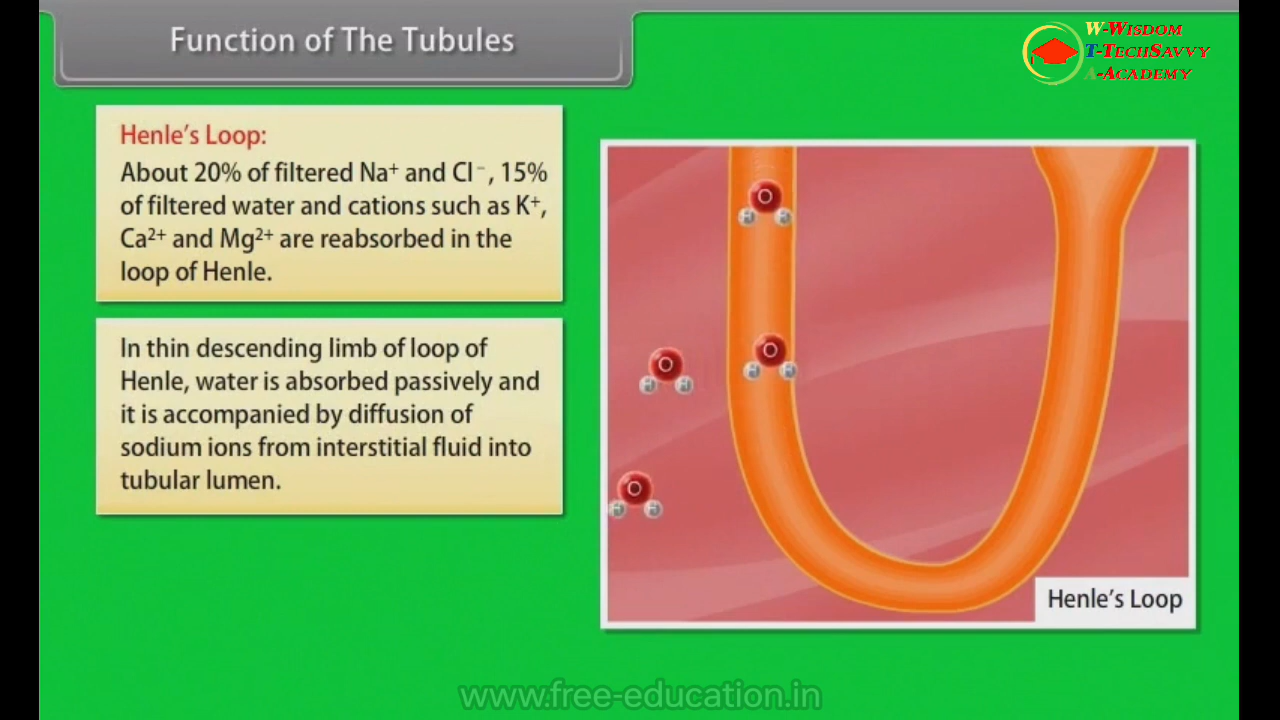 Function of The Tubules
W-Wisdom
T-TechSavvy
A-Academy
Henle's Loop:
About 20% of filtered Na⁺ and Cl⁻, 15%
of filtered water and cations such as K⁺,
Ca²⁺ and Mg²⁺ are reabsorbed in the
loop of Henle.
In thin descending limb of loop of
Henle, water is absorbed passively and
it is accompanied by diffusion of
sodium ions from interstitial fluid into
tubular lumen.
O
H H
O
H H
O
H H
O
H H
Henle's Loop
www.free-education.in